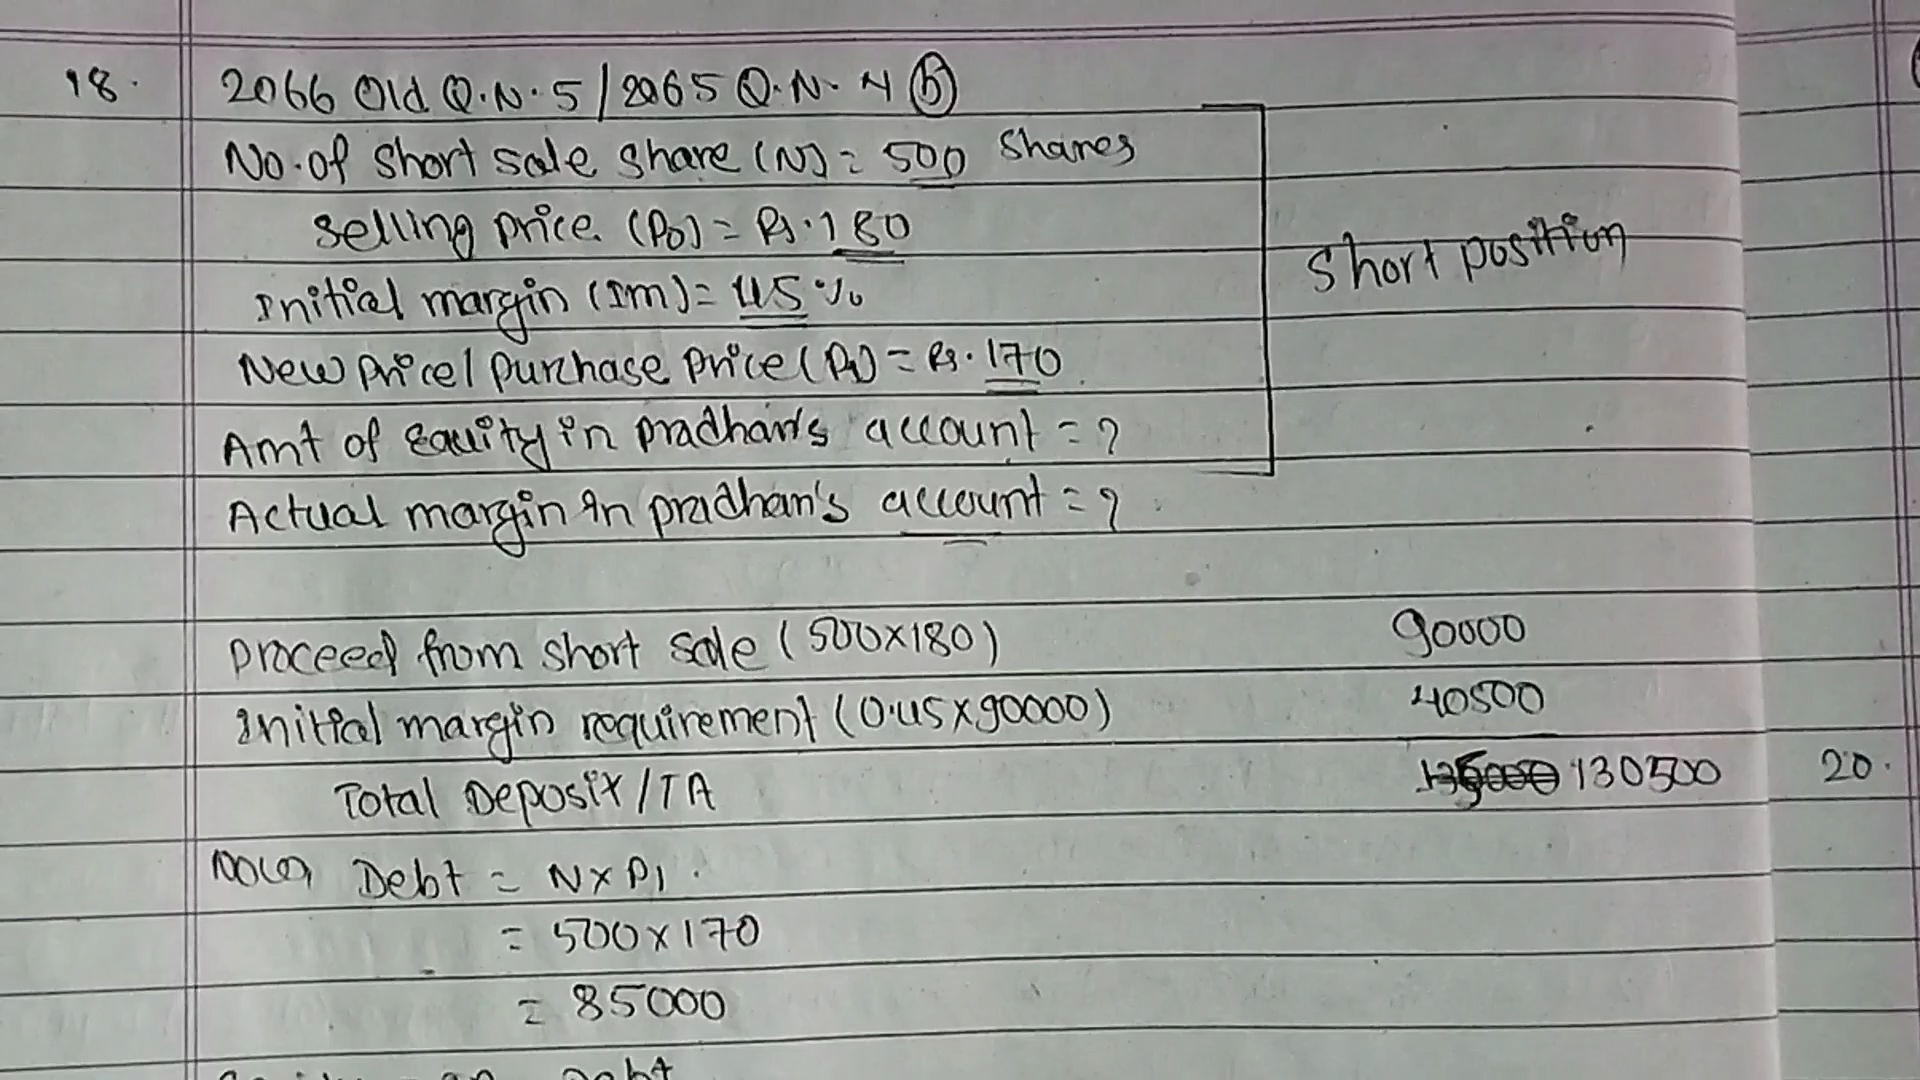 18. 2066 Old Q.N.5/2065 Q.N. 4 (b)
No. of short sale share (N) = 500 shares
Selling price (P0) = Rs.180
Initial margin (Im) = 45%
Short position
New price/purchase price (P1) = Rs.170
Amt of Equity in pradhan's account = ?
Actual margin in pradhan's account = ?
proceed from short sale (500×180) 90000
Initial margin requirement (0.45×90000) 40500
Total Deposit/TA 130500
20.
Now, Debt = N×P1
= 500×170
= 85000
Debt